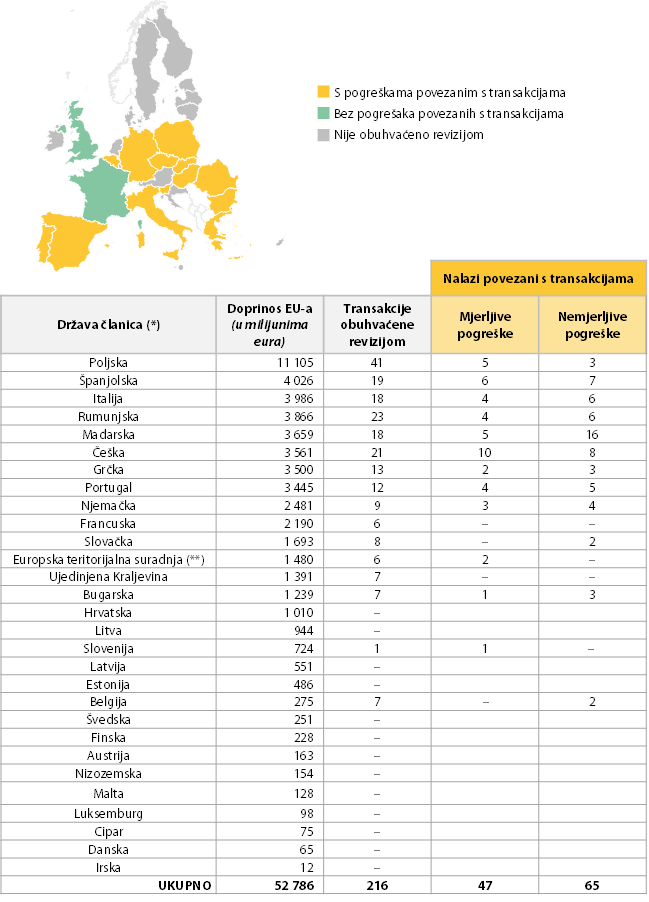 S pogreškama povezanim s transakcijama
Bez pogrešaka povezanih s transakcijama
Nije obuhvaćeno revizijom
Nalazi povezani s transakcijama
Država članica (*) Doprinos EU-a (u milijunima eura) Transakcije obuhvaćene revizijom Mjerljive pogreške Nemjerljive pogreške
Poljska 11 105 41 5 3
Španjolska 4 026 19 6 7
Italija 3 986 18 4 6
Rumunjska 3 866 23 4 6
Mađarska 3 659 18 5 16
Češka 3 561 21 10 8
Grčka 3 500 13 2 3
Portugal 3 445 12 4 5
Njemačka 2 481 9 3 4
Francuska 2 190 6 – –
Slovačka 1 693 8 – 2
Europska teritorijalna suradnja (**) 1 480 6 2 –
Ujedinjena Kraljevina 1 391 7 – –
Bugarska 1 239 7 1 3
Hrvatska 1 010 –
Litva 944 –
Slovenija 724 1 1 –
Latvija 551 –
Estonija 486 –
Belgija 275 7 – 2
Švedska 251 –
Finska 228 –
Austrija 163 –
Nizozemska 154 –
Malta 128 –
Luksemburg 98 –
Cipar 75 –
Danska 65 –
Irska 12 –
UKUPNO 52 786 216 47 65